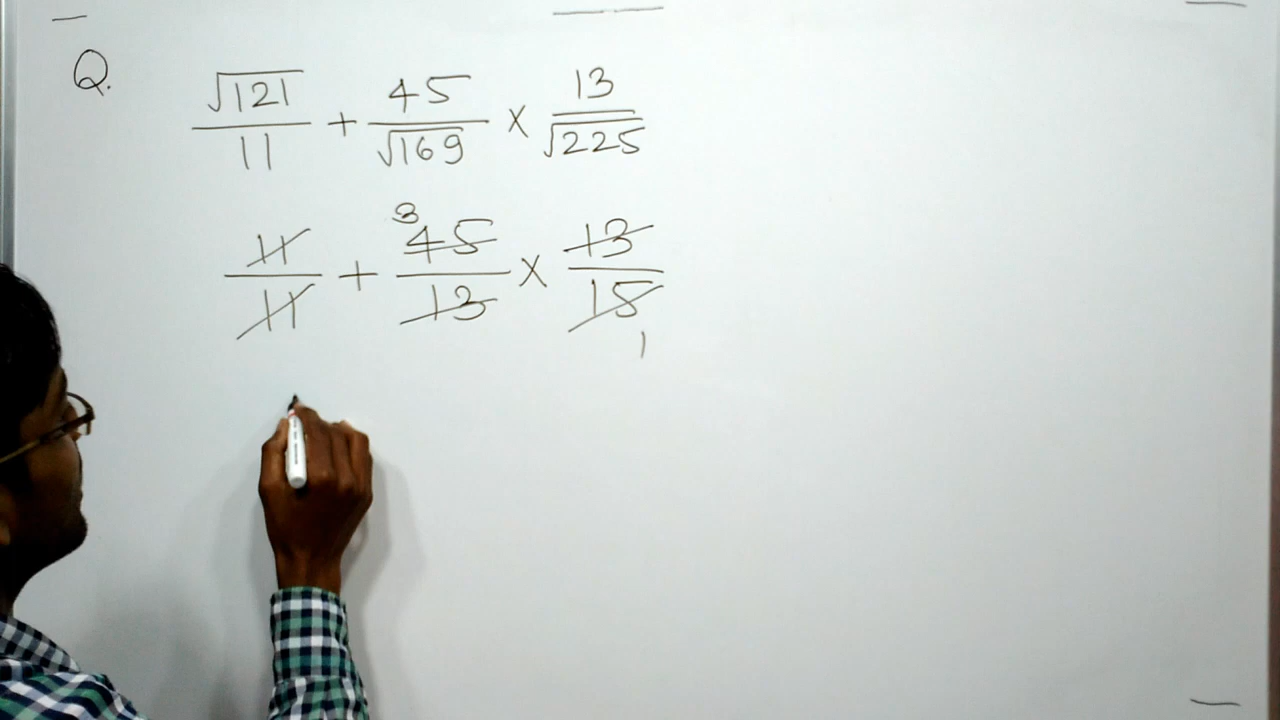 Q. √121/11 + 45/√169 × 13/√225
11/11 + 3 45/13 × 13/15 1